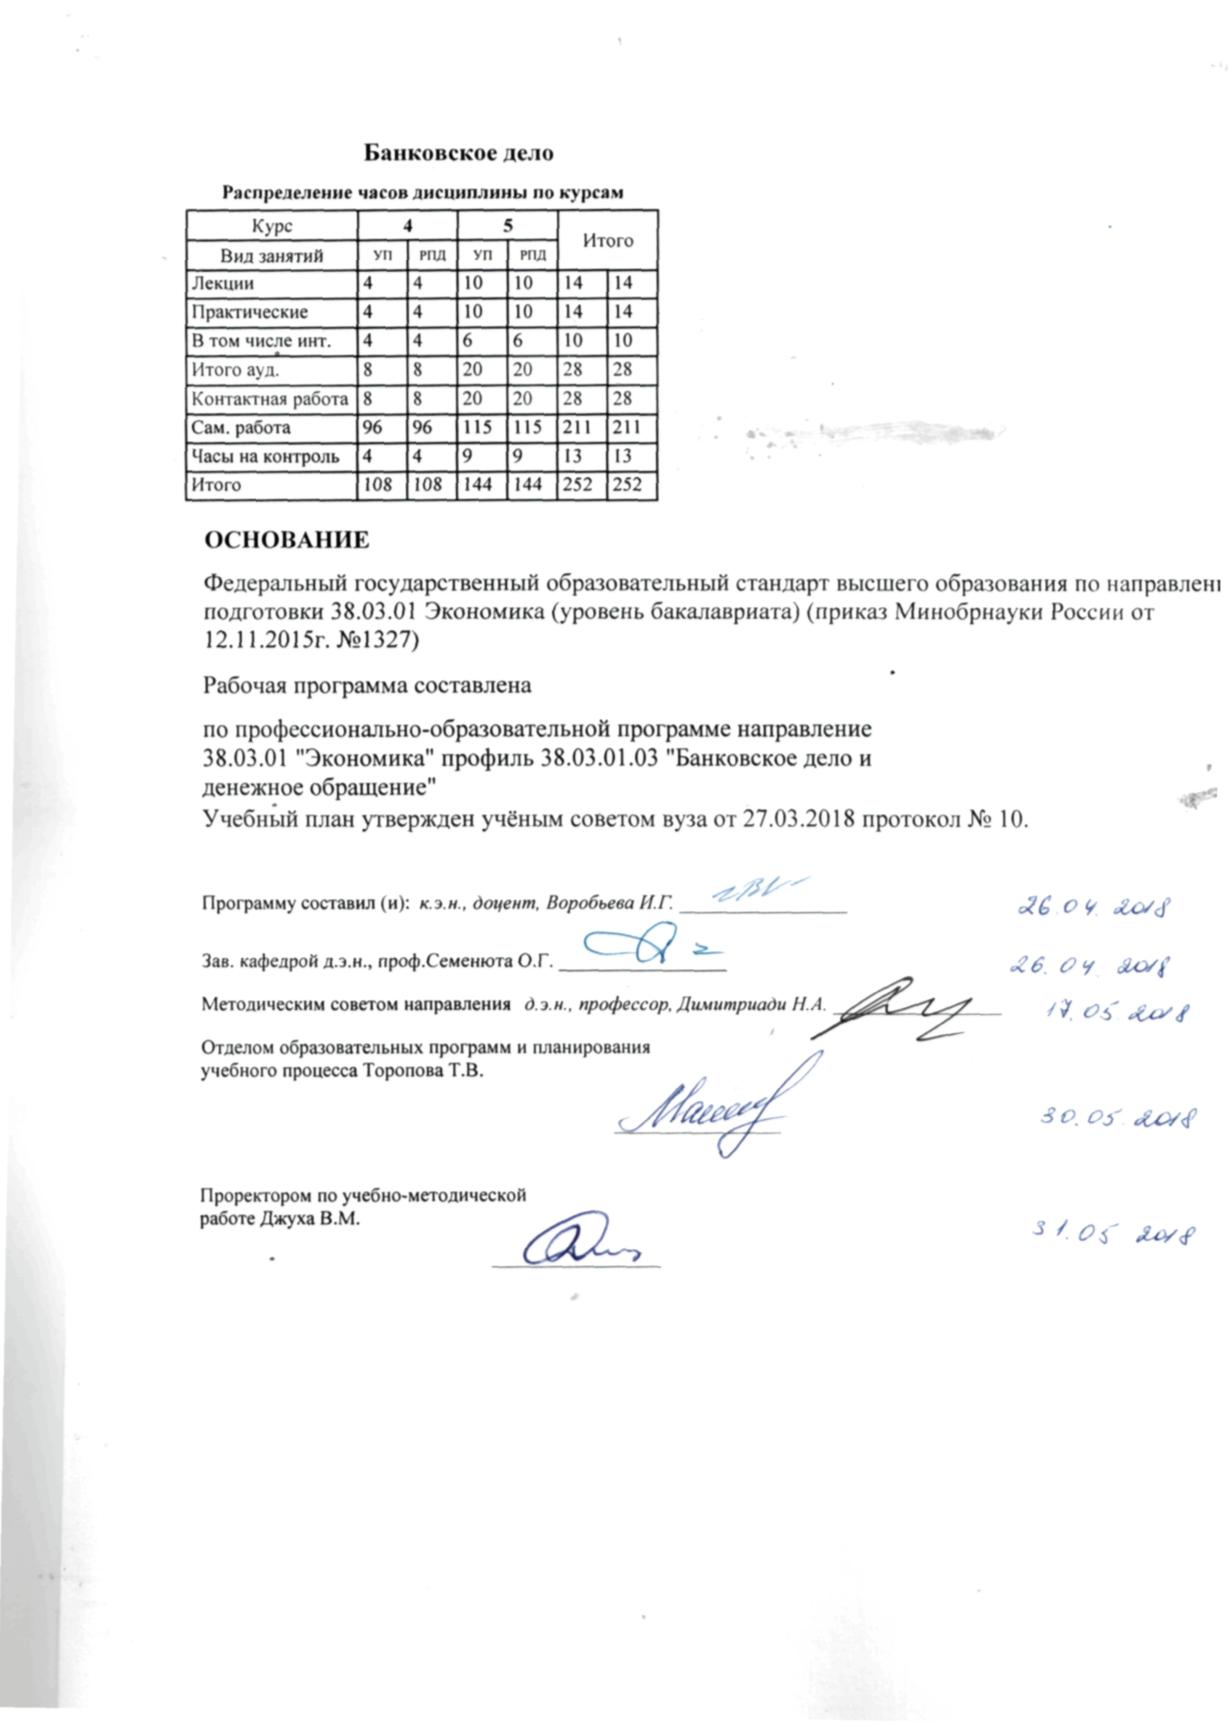 Банковское дело
Распределение часов дисциплины по курсам
Курс 4 5 Итого
Вид занятий УП РПД УП РПД
Лекции 4 4 10 10 14 14
Практические 4 4 10 10 14 14
В том числе инт. 4 4 6 6 10 10
Итого ауд. 8 8 20 20 28 28
Контактная работа 8 8 20 20 28 28
Сам. работа 96 96 115 115 211 211
Часы на контроль 4 4 9 9 13 13
Итого 108 108 144 144 252 252
ОСНОВАНИЕ
Федеральный государственный образовательный стандарт высшего образования по направлени
подготовки 38.03.01 Экономика (уровень бакалавриата) (приказ Минобрнауки России от
12.11.2015г. №1327)
Рабочая программа составлена
по профессионально-образовательной программе направление
38.03.01 "Экономика" профиль 38.03.01.03 "Банковское дело и
денежное обращение"
Учебный план утвержден учёным советом вуза от 27.03.2018 протокол № 10.
Программу составил (и): к.э.н., доцент, Воробьева И.Г. 26.04.2018
Зав. кафедрой д.э.н., проф.Семенюта О.Г. 26.04.2018
Методическим советом направления д.э.н., профессор, Димитриади Н.А. 17.05.2018
Отделом образовательных программ и планирования
учебного процесса Торопова Т.В.
30.05.2018
Проректором по учебно-методической
работе Джуха В.М.
31.05.2018